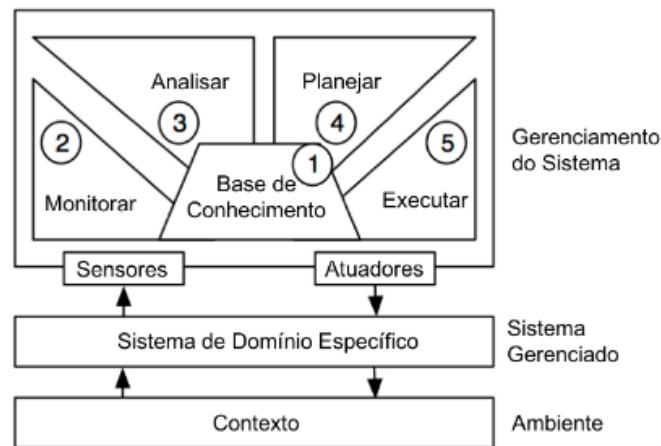 Analisar
Planejar
3
4
2
5
1
Monitorar
Base de
Conhecimento
Executar
Gerenciamento
do Sistema
Sensores
Atuadores
Sistema de Domínio Específico
Sistema
Gerenciado
Contexto
Ambiente